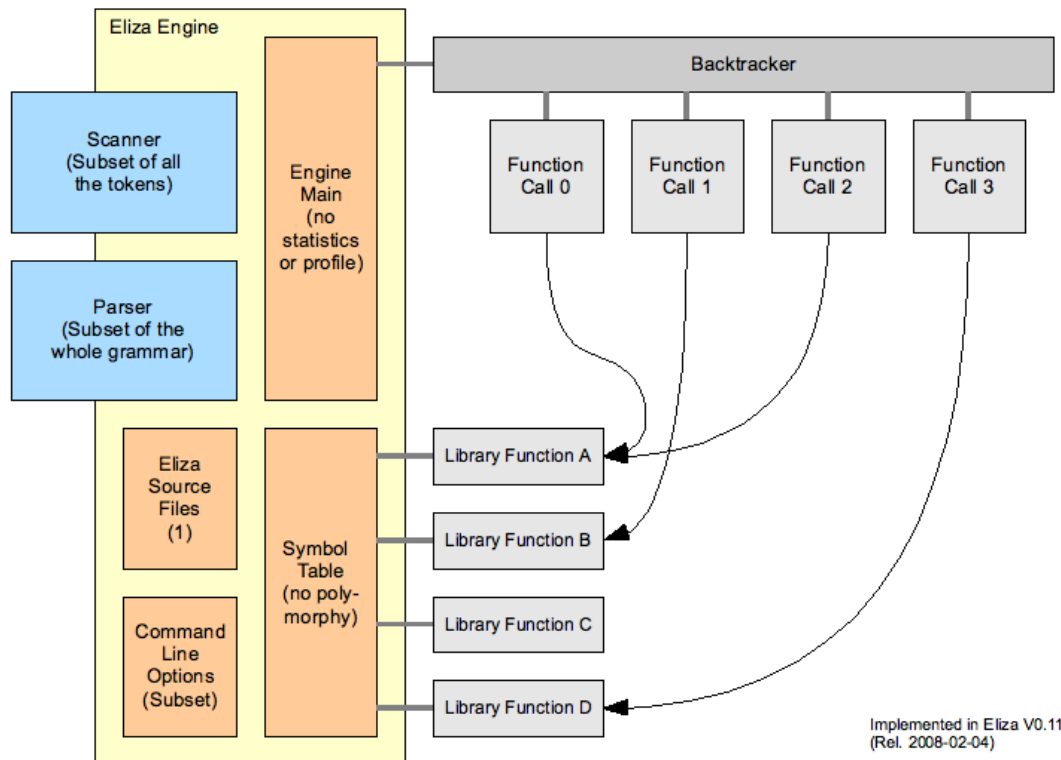 Eliza Engine
Scanner
(Subset of all
the tokens)
Parser
(Subset of the
whole grammar)
Engine
Main
(no
statistics
or profile)
Eliza
Source
Files
(1)
Command
Line
Options
(Subset)
Symbol
Table
(no poly-
morphy)
Backtracker
Function
Call 0
Function
Call 1
Function
Call 2
Function
Call 3
Library Function A
Library Function B
Library Function C
Library Function D
Implemented in Eliza V0.11
(Rel. 2008-02-04)